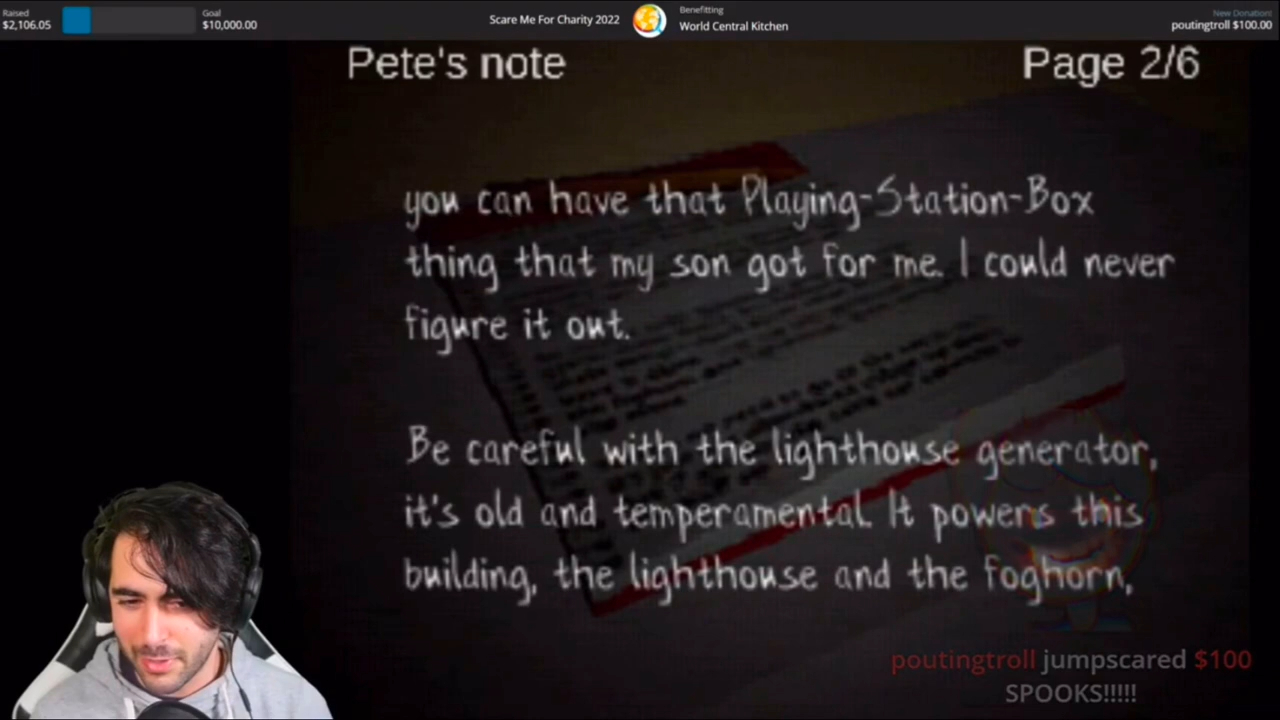 Raised
$2,106.05
Goal
$10,000.00
Scare Me For Charity 2022
Benefitting
World Central Kitchen
New Donation!
poutingtroll $100.00
Pete's note
Page 2/6
you can have that Playing-Station-Box
thing that my son got for me. I could never
figure it out.
Be careful with the lighthouse generator,
it's old and temperamental. It powers this
building, the lighthouse and the foghorn,
poutingtroll jumpscared $100
SPOOKS!!!!!